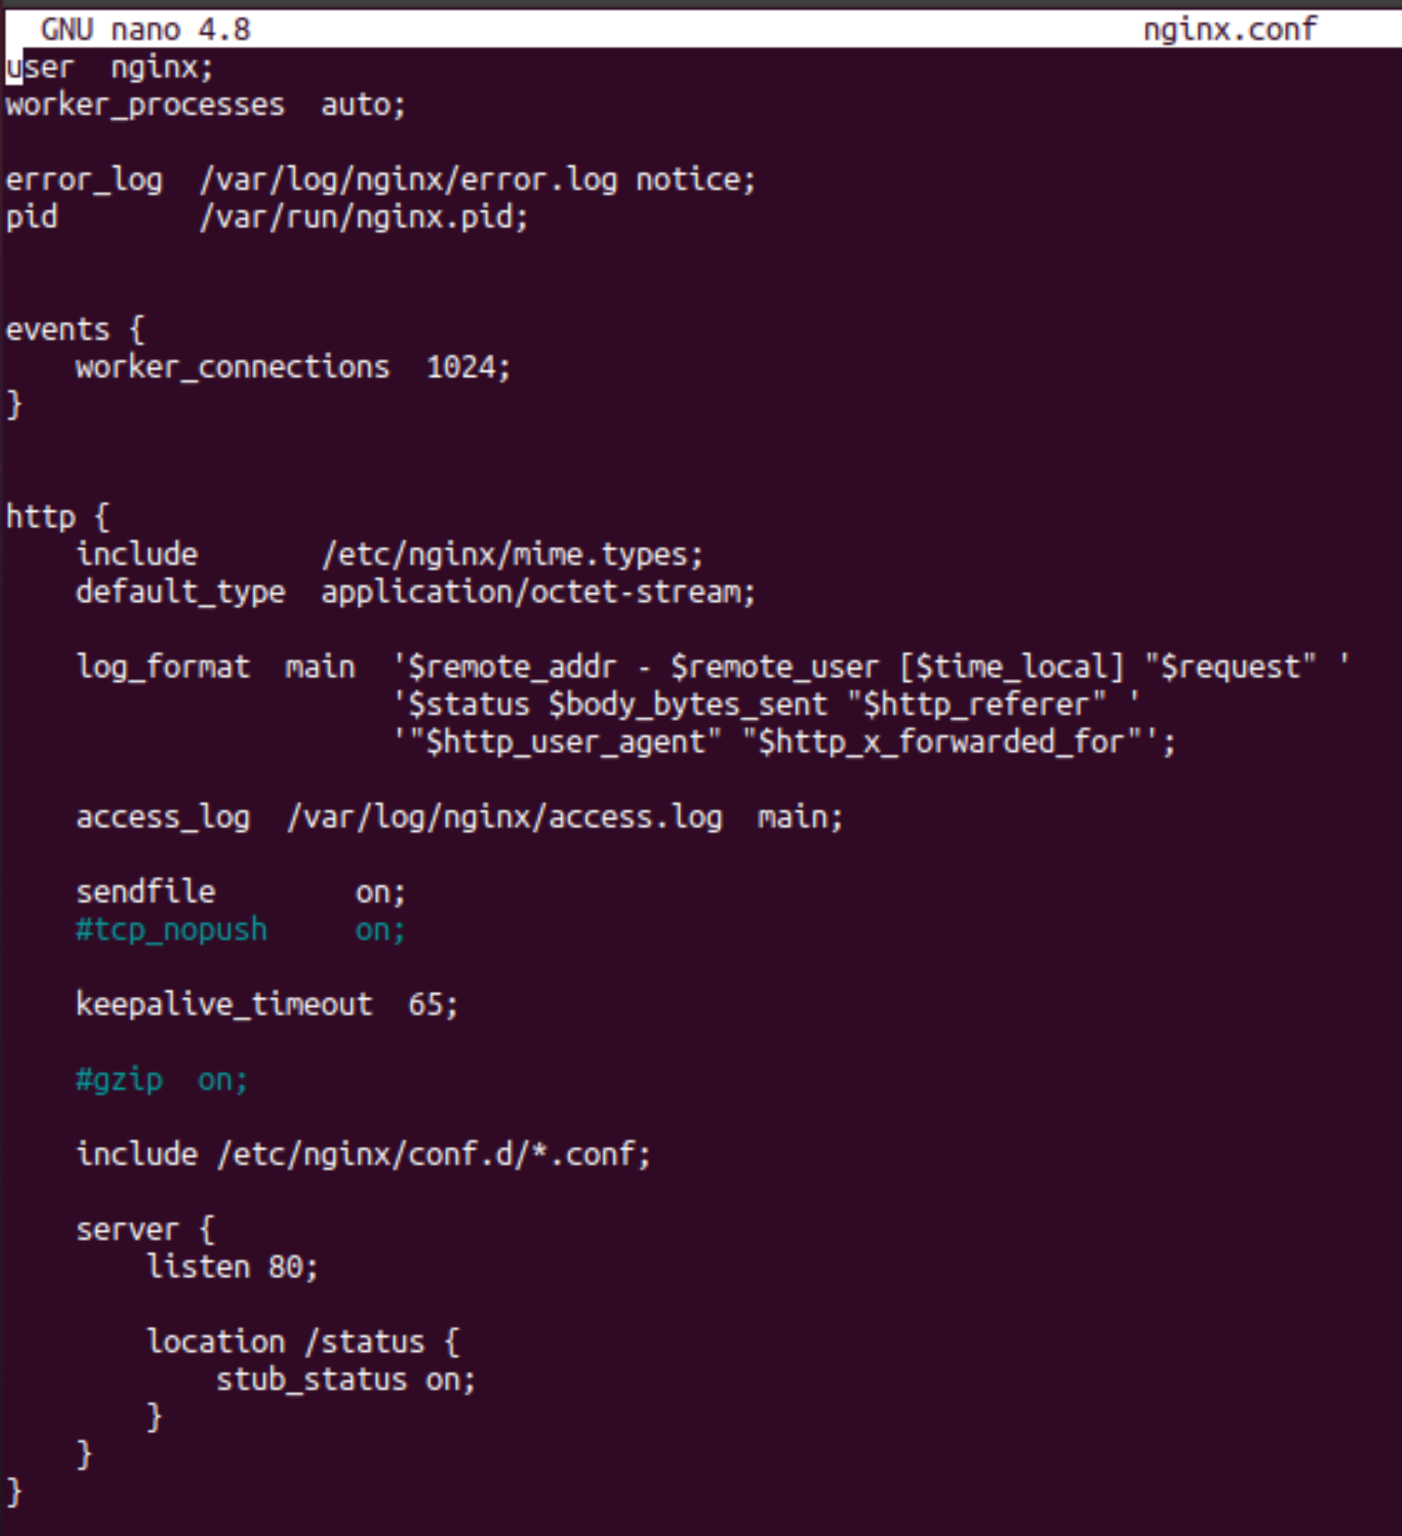 GNU nano 4.8 nginx.conf
user  nginx;
worker_processes  auto;

error_log  /var/log/nginx/error.log notice;
pid        /var/run/nginx.pid;


events {
    worker_connections  1024;
}


http {
    include       /etc/nginx/mime.types;
    default_type  application/octet-stream;

    log_format  main  '$remote_addr - $remote_user [$time_local] "$request" '
                      '$status $body_bytes_sent "$http_referer" '
                      '"$http_user_agent" "$http_x_forwarded_for"';

    access_log  /var/log/nginx/access.log  main;

    sendfile        on;
    #tcp_nopush     on;

    keepalive_timeout  65;

    #gzip  on;

    include /etc/nginx/conf.d/*.conf;

    server {
        listen 80;

        location /status {
            stub_status on;
        }
    }
}